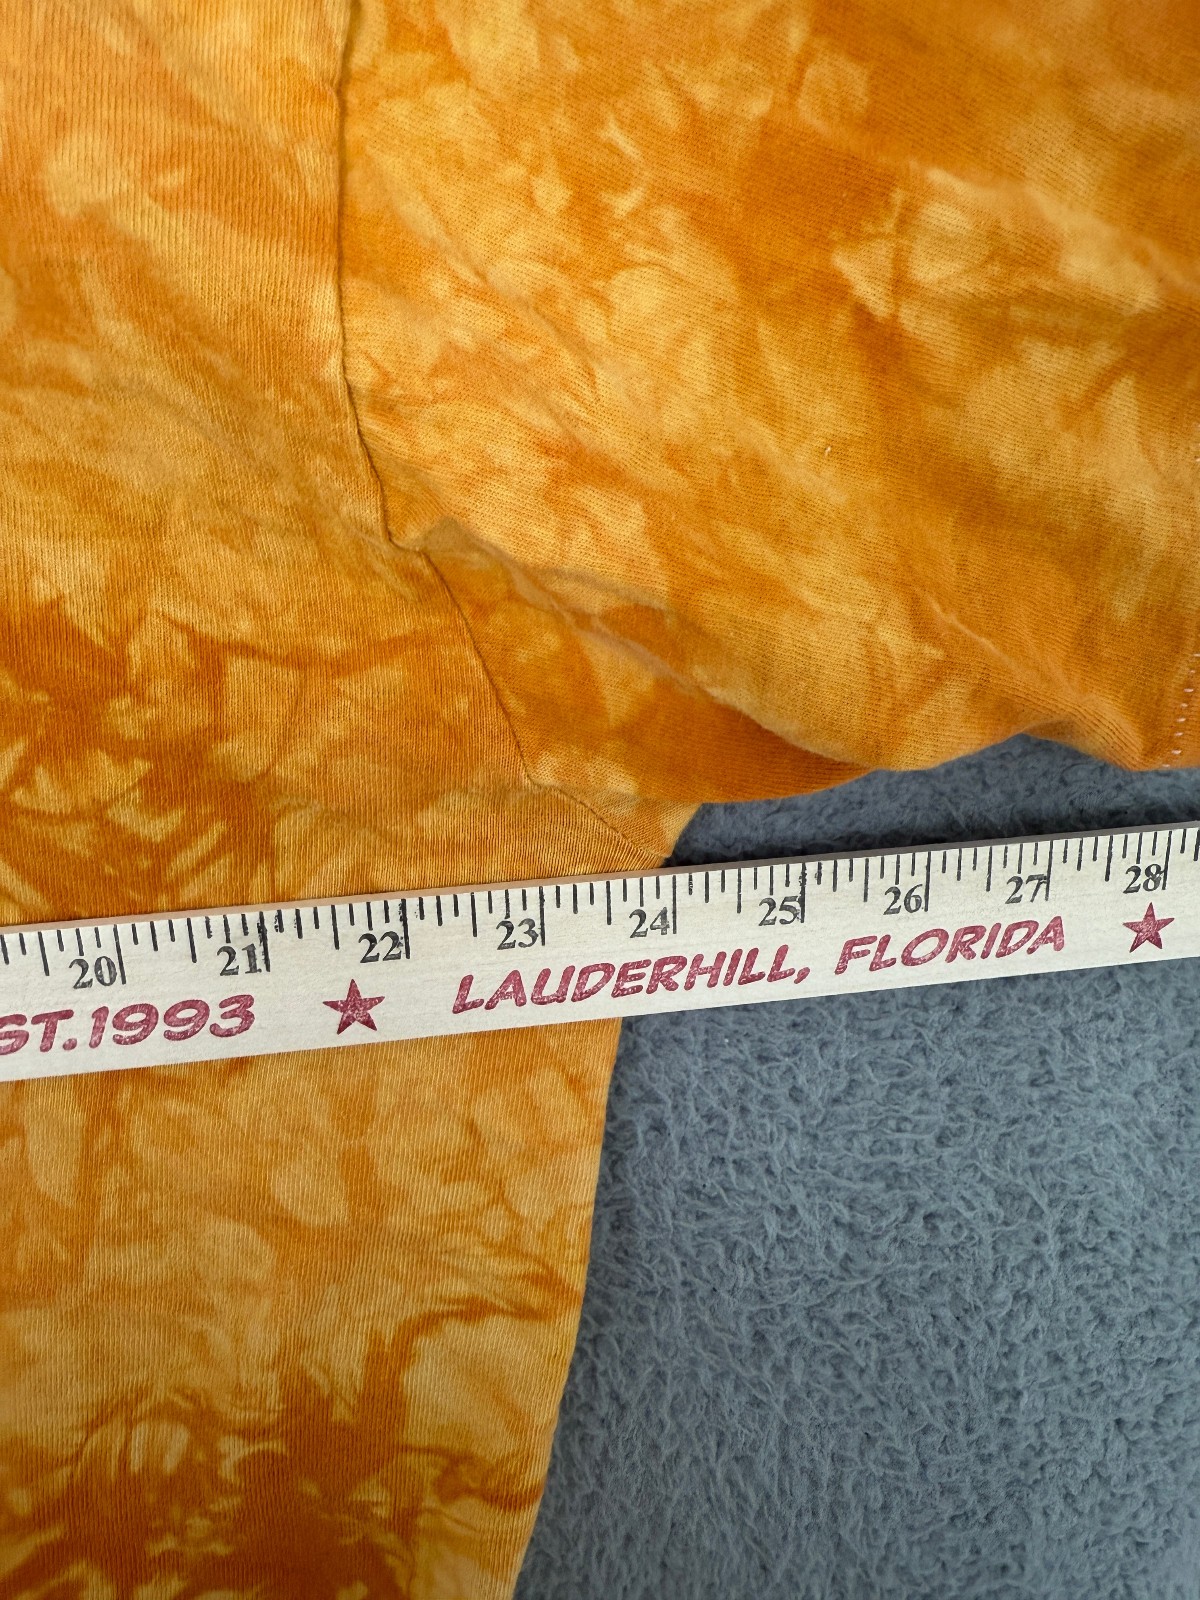 20 21 22 23 24 25 26 27 28
ST.1993 ★ LAUDERHILL, FLORIDA ★